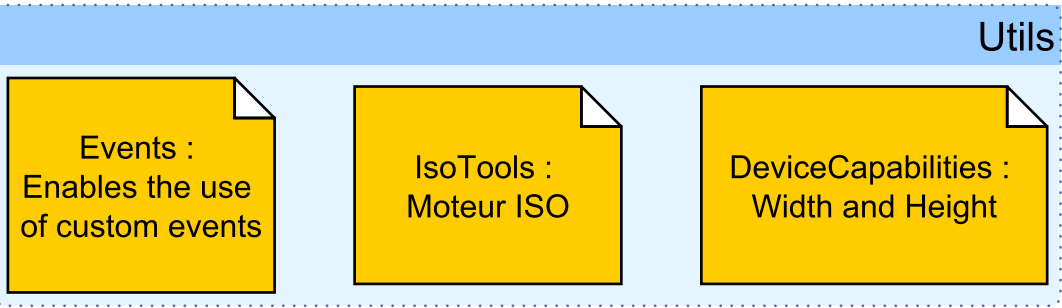 Utils
Events :
Enables the use
of custom events
IsoTools :
Moteur ISO
DeviceCapabilities :
Width and Height